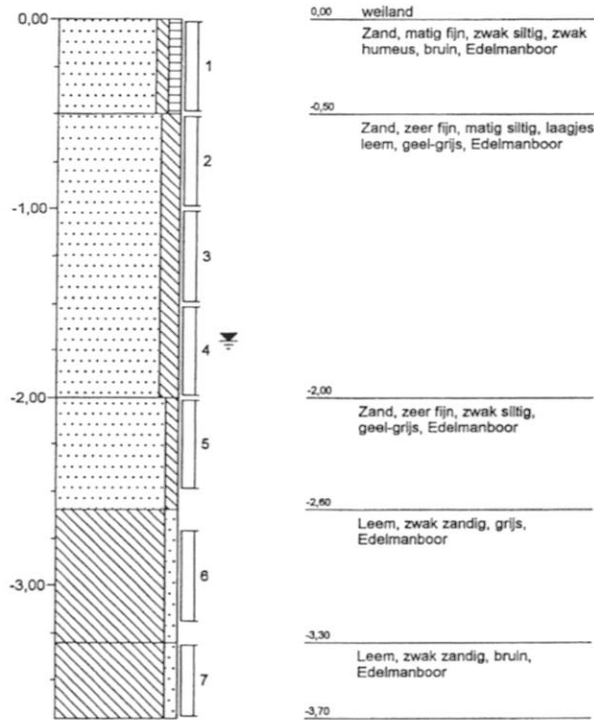 0,00
-1,00
-2,00
-3,00
1
2
3
4
5
6
7
0,00 weiland
Zand, matig fijn, zwak siltig, zwak
humeus, bruin, Edelmanboor
-0,50
Zand, zeer fijn, matig siltig, laagjes
leem, geel-grijs, Edelmanboor
-2,00
Zand, zeer fijn, zwak siltig,
geel-grijs, Edelmanboor
-2,60
Leem, zwak zandig, grijs,
Edelmanboor
-3,30
Leem, zwak zandig, bruin,
Edelmanboor
-3,70